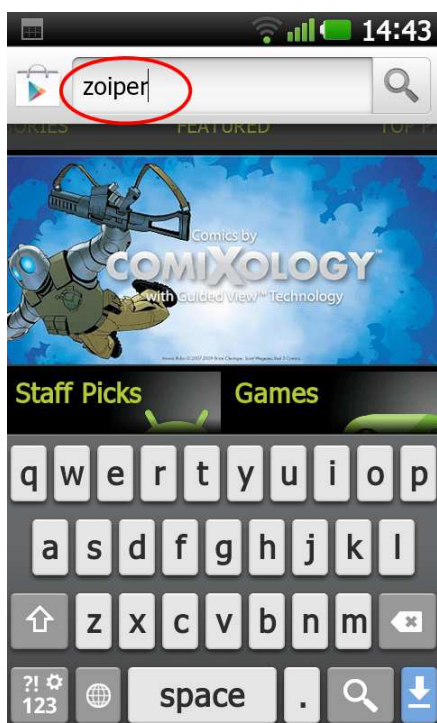 14:43
zoiper
FEATURED
Comics by
COMIXOLOGY
with Guided View™ Technology
Staff Picks
Games
q w e r t y u i o p
a s d f g h j k l
z x c v b n m
?!
123
space
.